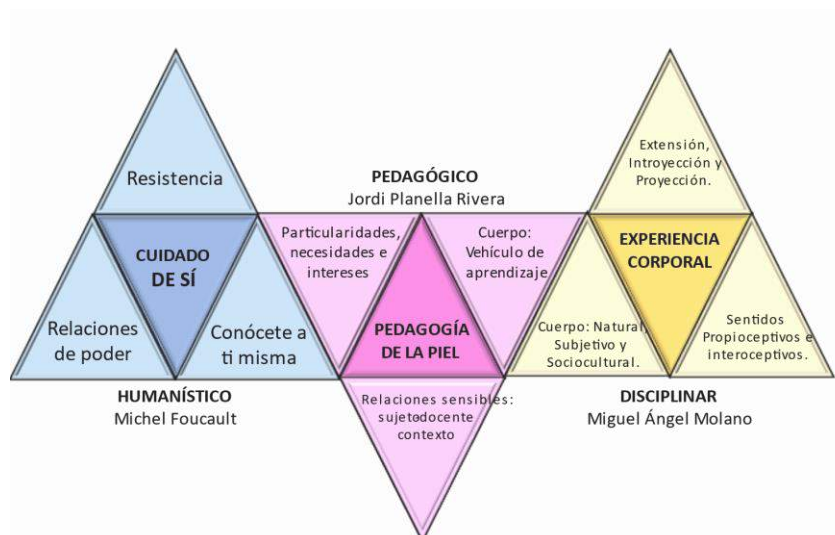 Resistencia
CUIDADO
DE SÍ
Relaciones
de poder
Conócete a
ti misma
HUMANÍSTICO
Michel Foucault
PEDAGÓGICO
Jordi Planella Rivera
Particularidades,
necesidades e
intereses
Cuerpo:
Vehículo de
aprendizaje
PEDAGOGÍA
DE LA PIEL
Relaciones sensibles:
sujetodocente
contexto
Extensión,
Introyección y
Proyección.
EXPERIENCIA
CORPORAL
Cuerpo: Natural,
Subjetivo y
Sociocultural.
Sentidos
Propioceptivos e
interoceptivos.
DISCIPLINAR
Miguel Ángel Molano